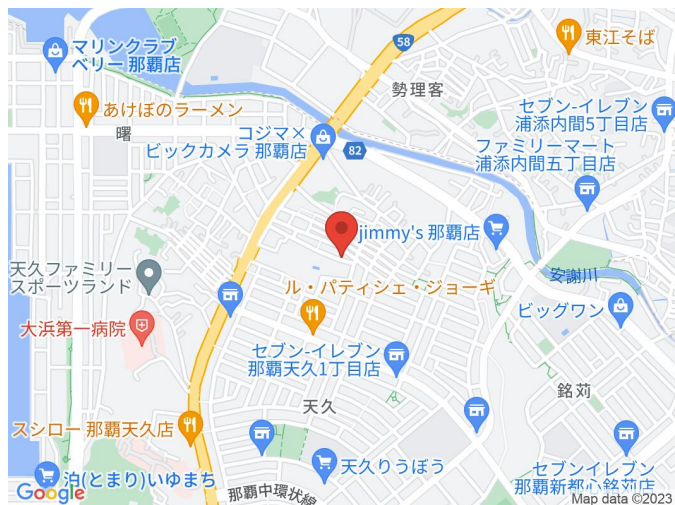 マリンクラブ
ベリー 那覇店
58
東江そば
勢理客
あけぼのラーメン
曙
コジマ×
ビックカメラ 那覇店
82
セブン-イレブン
浦添内間5丁目店
ファミリーマート
浦添内間五丁目店
jimmy's 那覇店
天久ファミリー
スポーツランド
安謝川
ル・パティシェ・ジョーギ
ビッグワン
大浜第一病院
セブン-イレブン
那覇天久1丁目店
銘苅
天久
スシロー 那覇天久店
泊(とまり)いゆまち
天久りうぼう
セブンイレブン
那覇新都心銘苅店
那覇中環状線
Google
Map data ©2023